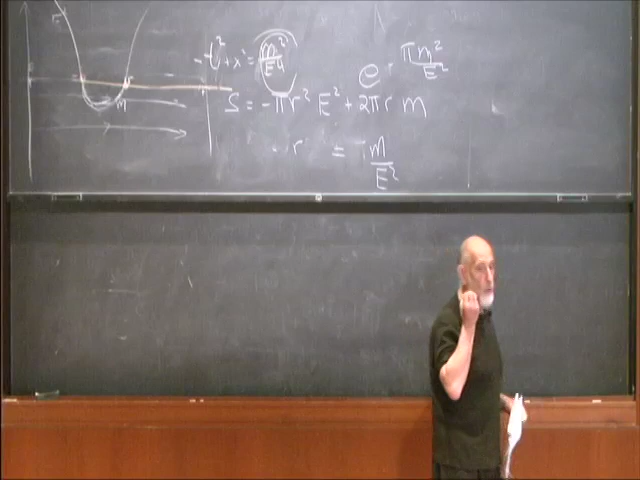 -t² + x² = m²/E⁴
e^{-πm²/E²}
S = -πr² E² + 2πr m
r = m/E²
m